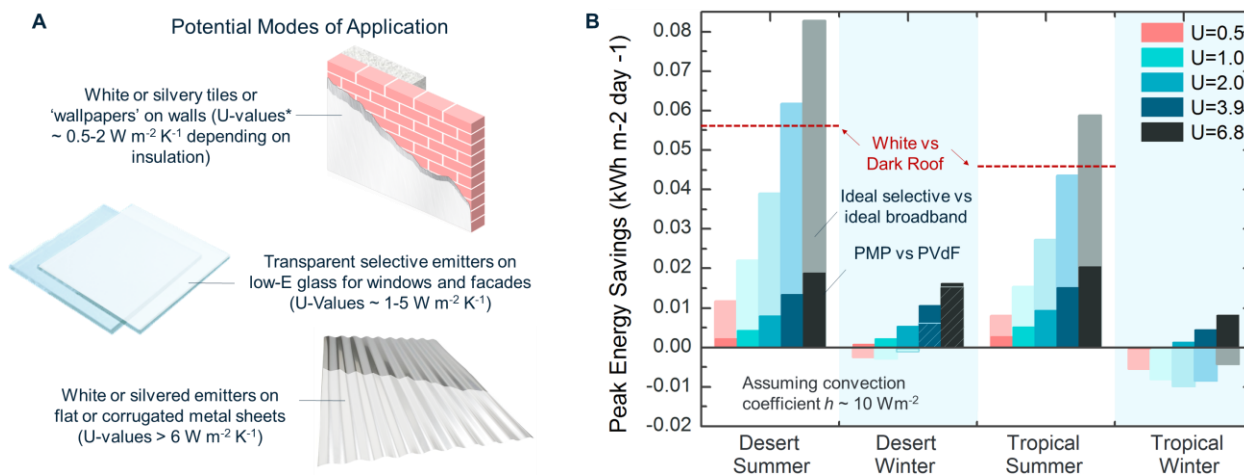 A
Potential Modes of Application
White or silvery tiles or
‘wallpapers’ on walls (U-values*
~ 0.5-2 W m-2 K-1 depending on
insulation)
Transparent selective emitters on
low-E glass for windows and facades
(U-Values ~ 1-5 W m-2 K-1)
White or silvered emitters on
flat or corrugated metal sheets
(U-values > 6 W m-2 K-1)
B
Peak Energy Savings (kWh m-2 day -1)
0.08
0.07
0.06
0.05
0.04
0.03
0.02
0.01
0.00
-0.01
-0.02
U=0.5
U=1.0
U=2.0
U=3.9
U=6.8
White vs
Dark Roof
Ideal selective vs
ideal broadband
PMP vs PVdF
Assuming convection
coefficient h ~ 10 Wm-2
Desert
Summer
Desert
Winter
Tropical
Summer
Tropical
Winter